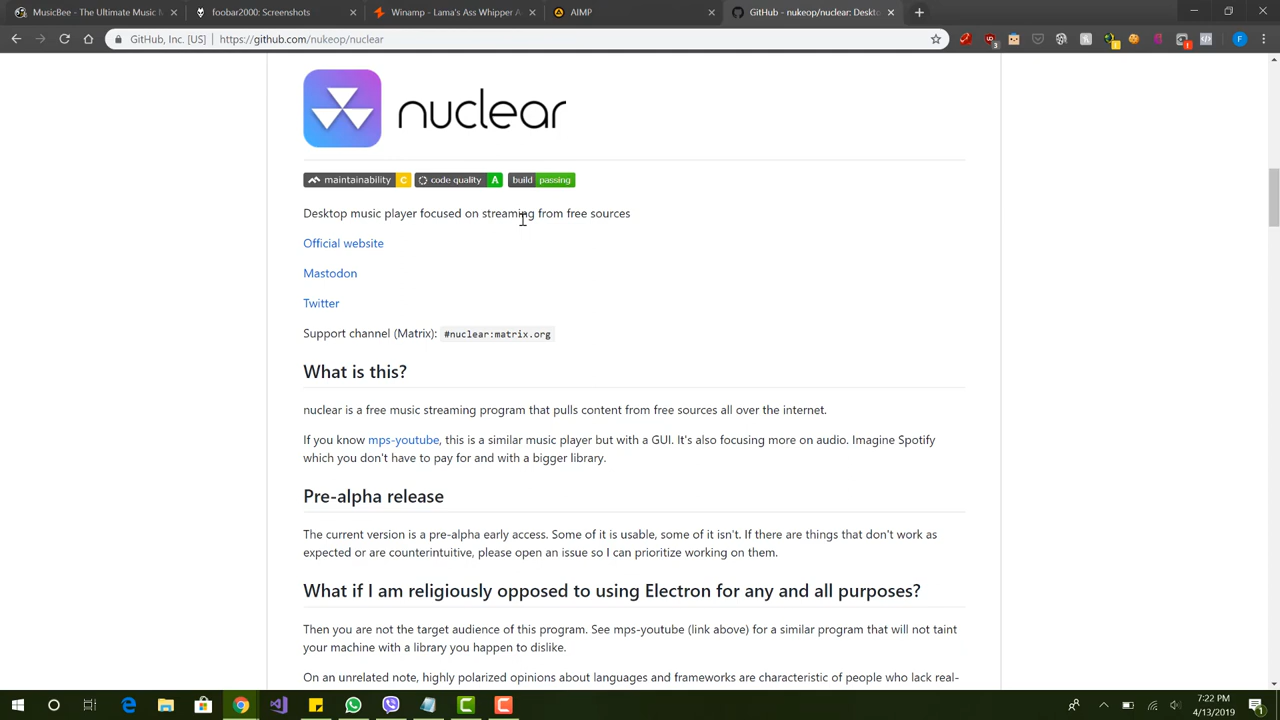 MusicBee - The Ultimate Music M
foobar2000: Screenshots
Winamp - Lama's Ass Whipper A
AIMP
GitHub - nukeop/nuclear: Deskto
GitHub, Inc. [US] | https://github.com/nukeop/nuclear
nuclear
maintainability C code quality A build passing
Desktop music player focused on streaming from free sources
Official website
Mastodon
Twitter
Support channel (Matrix): #nuclear:matrix.org
What is this?
nuclear is a free music streaming program that pulls content from free sources all over the internet.
If you know mps-youtube, this is a similar music player but with a GUI. It's also focusing more on audio. Imagine Spotify
which you don't have to pay for and with a bigger library.
Pre-alpha release
The current version is a pre-alpha early access. Some of it is usable, some of it isn't. If there are things that don't work as
expected or are counterintuitive, please open an issue so I can prioritize working on them.
What if I am religiously opposed to using Electron for any and all purposes?
Then you are not the target audience of this program. See mps-youtube (link above) for a similar program that will not taint
your machine with a library you happen to dislike.
On an unrelated note, highly polarized opinions about languages and frameworks are characteristic of people who lack real-
7:22 PM
4/13/2019